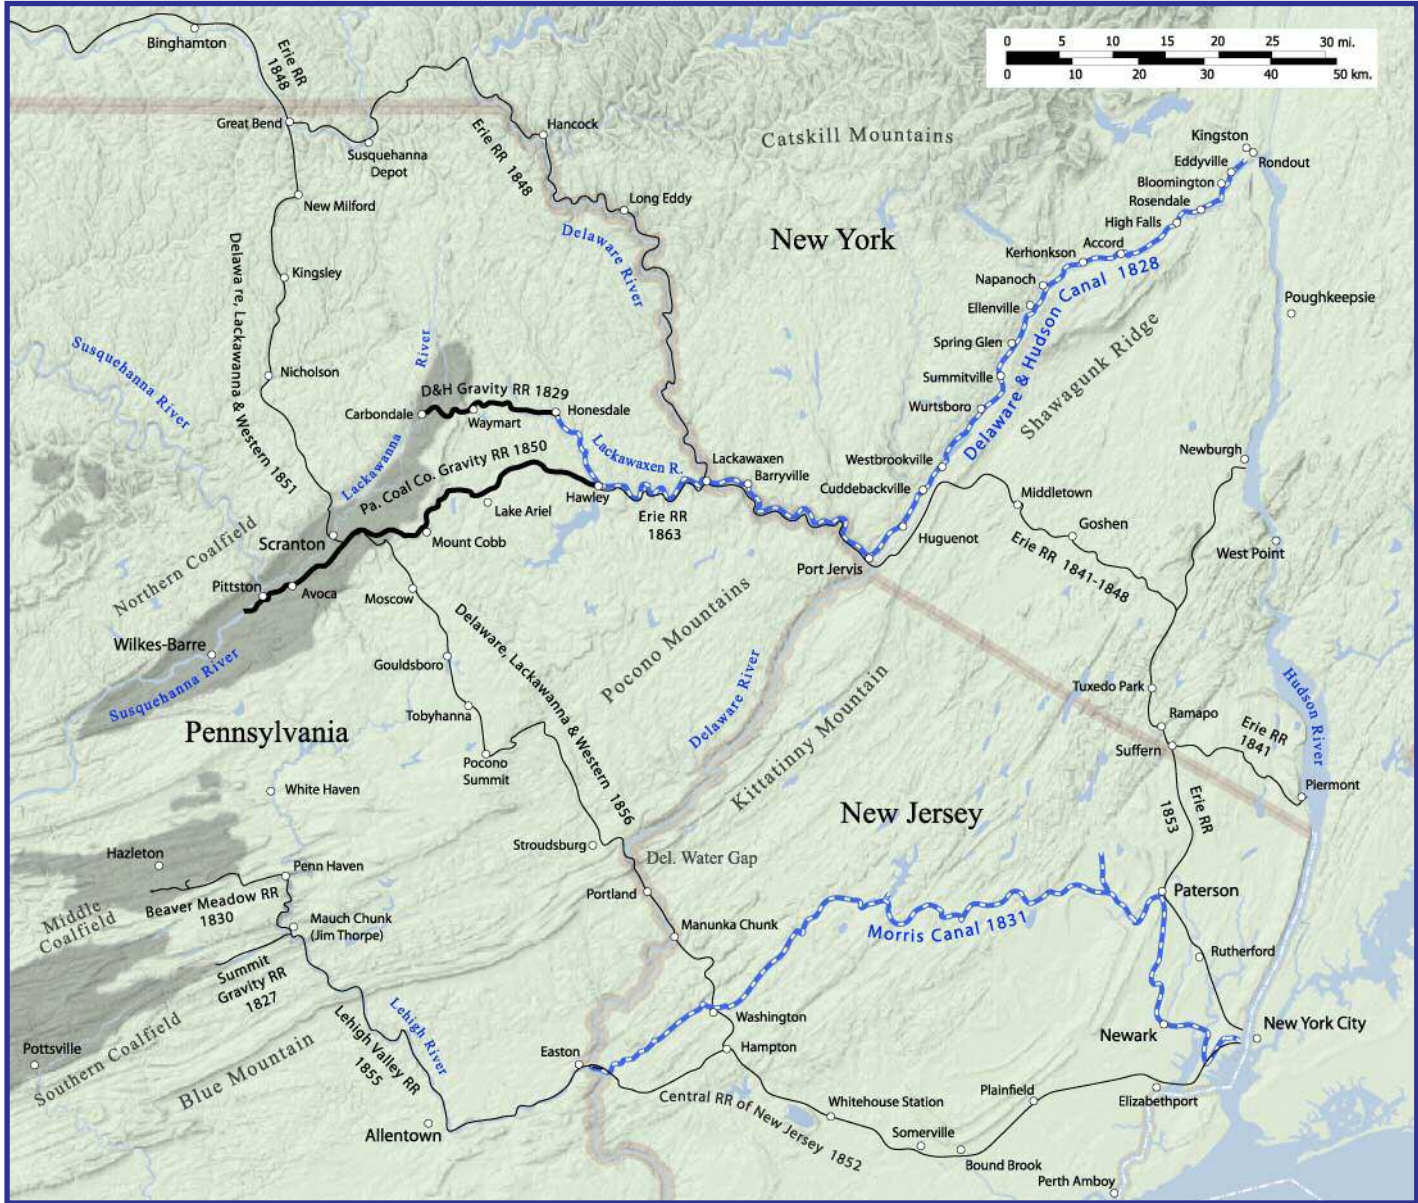 Binghamton
Erie RR
1848
0 5 10 15 20 25 30 mi.
0 10 20 30 40 50 km.
Great Bend
Susquehanna
Depot
Erie RR 1848
Hancock
Catskill Mountains
Kingston
Rondout
Eddyville
Bloomington
Rosendale
High Falls
Accord
Kerhonkson
Napanoch
Ellenville
Spring Glen
Summitville
Wurtsboro
Westbrookville
Cuddebackville
Delaware & Hudson Canal 1828
Shawagunk Ridge
New Milford
Long Eddy
Delaware River
New York
Kingsley
Poughkeepsie
Delawa re, Lackawanna & Western 1851
Susquehanna River
Nicholson
River
D&H Gravity RR 1829
Carbondale
Waymart
Honesdale
Lackawanna
Pa. Coal Co. Gravity RR 1850
Lackawaxen R.
Lackawaxen
Barryville
Newburgh
Hawley
Lake Ariel
Erie RR
1863
Middletown
Goshen
Huguenot
Erie RR 1841-1848
West Point
Northern Coalfield
Scranton
Mount Cobb
Port Jervis
Pittston
Avoca
Moscow
Wilkes-Barre
Susquehanna River
Gouldsboro
Delaware, Lackawanna & Western 1856
Pocono Mountains
Delaware River
Kittatinny Mountain
Tuxedo Park
Hudson River
Tobyhanna
Ramapo
Erie RR
1841
Suffern
Pennsylvania
Pocono
Summit
White Haven
Piermont
New Jersey
Erie RR
1853
Hazleton
Stroudsburg
Del. Water Gap
Penn Haven
Portland
Paterson
Beaver Meadow RR
1830
Middle
Coalfield
Mauch Chunk
(Jim Thorpe)
Manunka Chunk
Morris Canal 1831
Rutherford
Summit
Gravity RR
1827
Lehigh River
Lehigh Valley RR
1855
Washington
Newark
New York City
Pottsville
Southern Coalfield
Blue Mountain
Easton
Hampton
Plainfield
Elizabethport
Central RR of New Jersey 1852
Whitehouse Station
Allentown
Somerville
Bound Brook
Perth Amboy